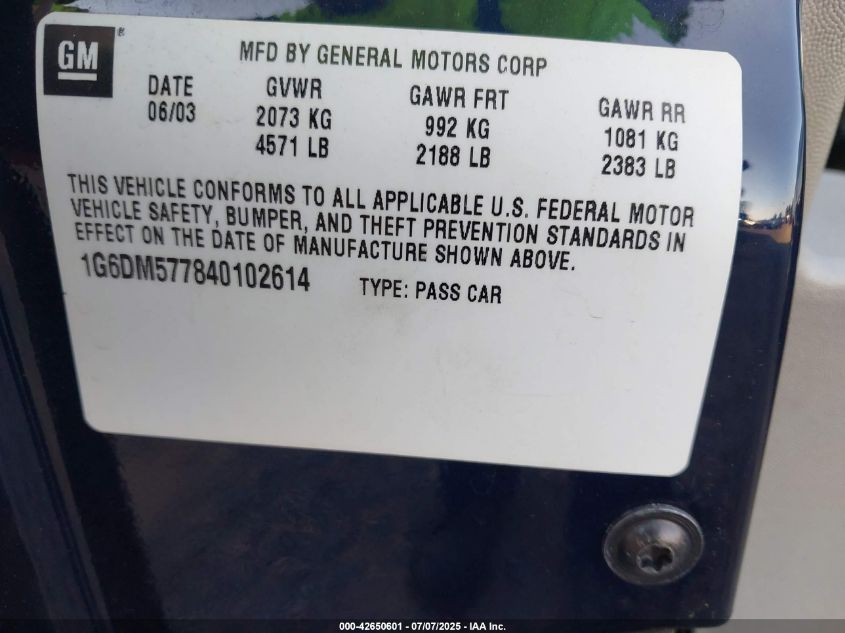 GM®
MFD BY GENERAL MOTORS CORP
DATE GVWR GAWR FRT GAWR RR
06/03 2073 KG 992 KG 1081 KG
4571 LB 2188 LB 2383 LB
THIS VEHICLE CONFORMS TO ALL APPLICABLE U.S. FEDERAL MOTOR
VEHICLE SAFETY, BUMPER, AND THEFT PREVENTION STANDARDS IN
EFFECT ON THE DATE OF MANUFACTURE SHOWN ABOVE.
1G6DM577840102614 TYPE: PASS CAR
000-42650601 - 07/07/2025 - IAA Inc.